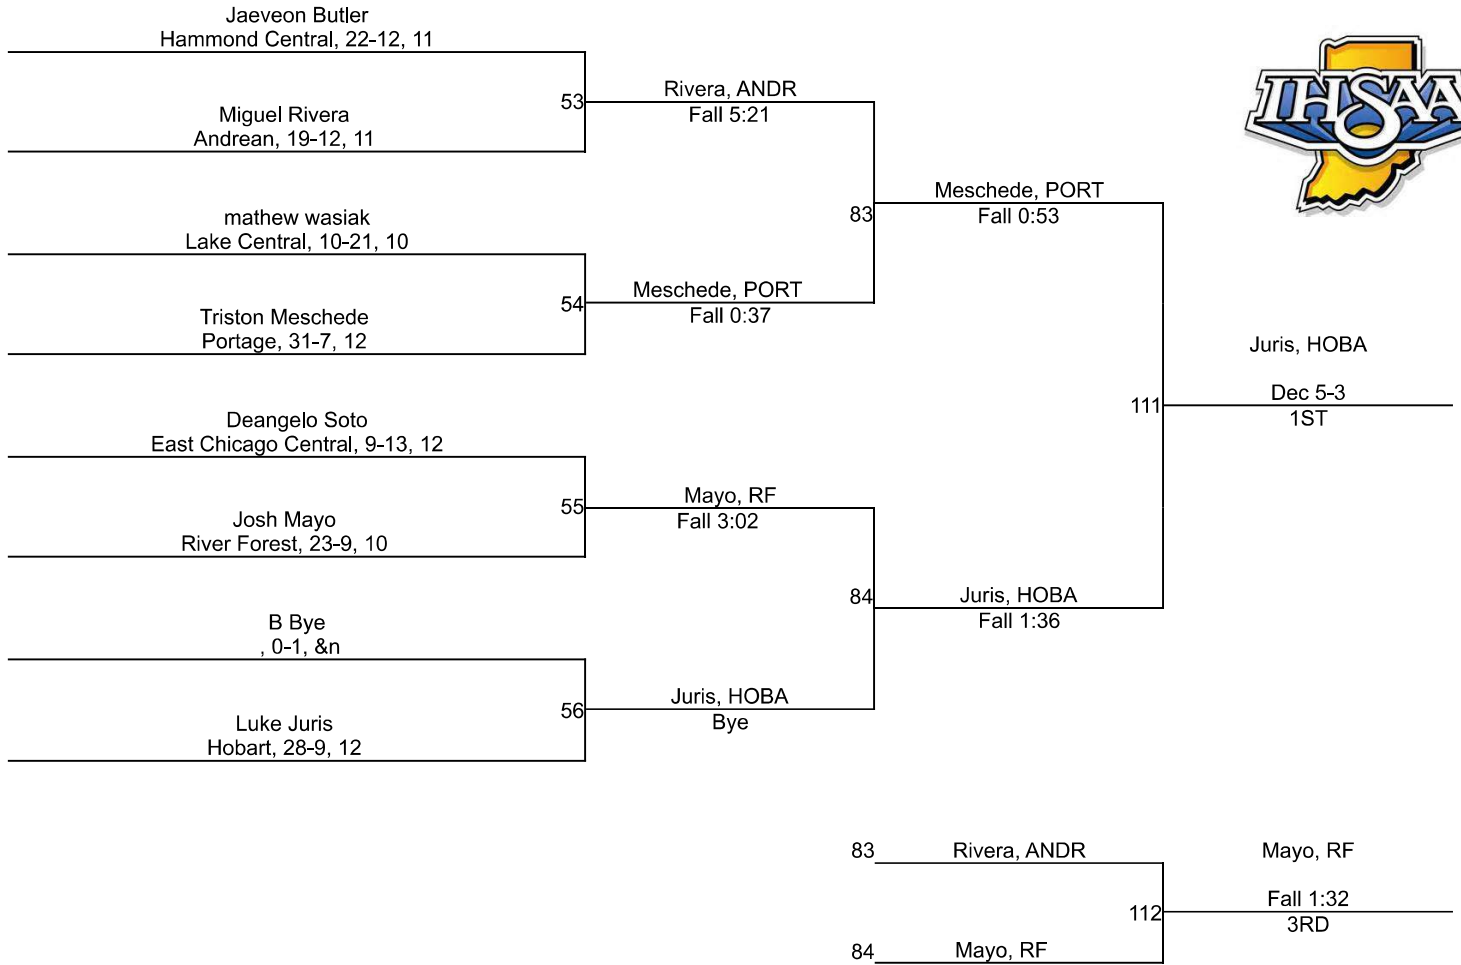 Jaeveon Butler
Hammond Central, 22-12, 11
53
Miguel Rivera
Andrean, 19-12, 11
Rivera, ANDR
Fall 5:21
mathew wasiak
Lake Central, 10-21, 10
54
Triston Meschede
Portage, 31-7, 12
Meschede, PORT
Fall 0:37
83
Meschede, PORT
Fall 0:53
IHSAA
Deangelo Soto
East Chicago Central, 9-13, 12
55
Josh Mayo
River Forest, 23-9, 10
Mayo, RF
Fall 3:02
B Bye
, 0-1, &n
56
Luke Juris
Hobart, 28-9, 12
Juris, HOBA
Bye
84
Juris, HOBA
Fall 1:36
111
Juris, HOBA
Dec 5-3
1ST
83
Rivera, ANDR
112
84
Mayo, RF
Mayo, RF
Fall 1:32
3RD